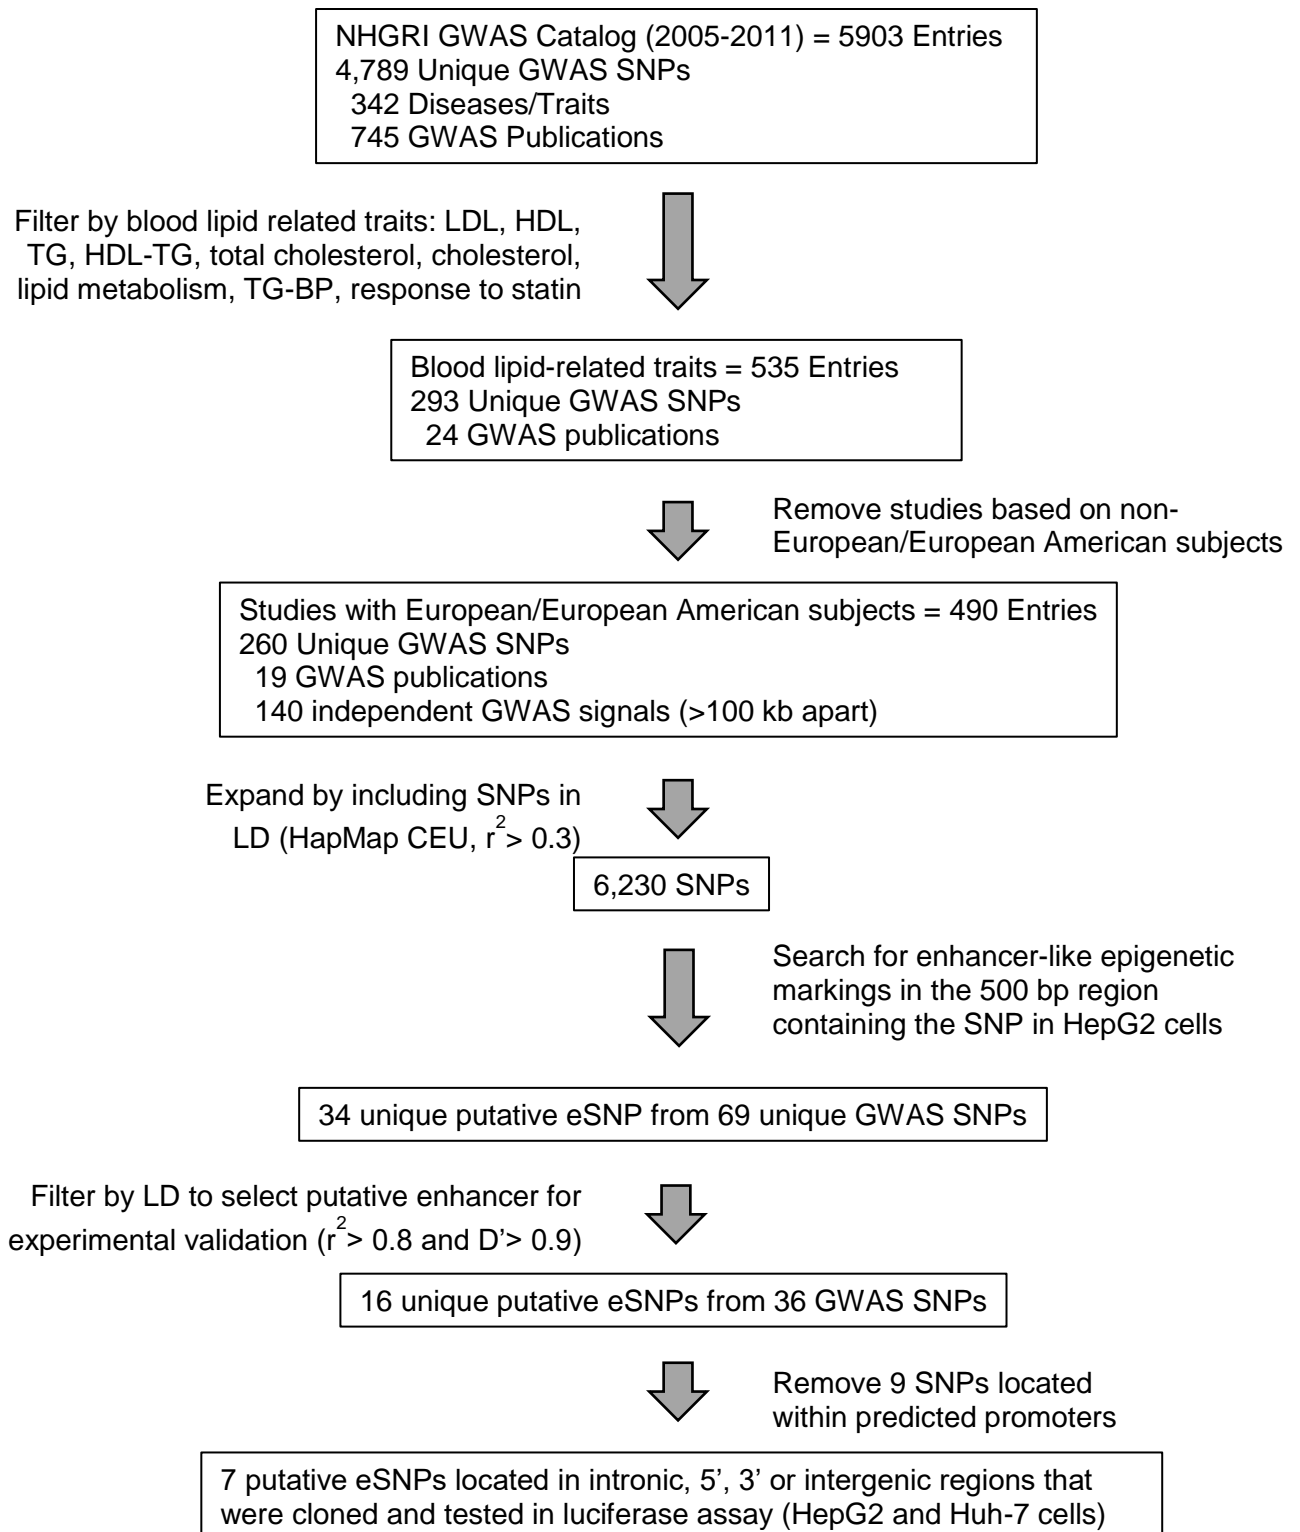 NHGRI GWAS Catalog (2005-2011) = 5903 Entries
4,789 Unique GWAS SNPs
342 Diseases/Traits
745 GWAS Publications
Filter by blood lipid related traits: LDL, HDL,
TG, HDL-TG, total cholesterol, cholesterol,
lipid metabolism, TG-BP, response to statin
Blood lipid-related traits = 535 Entries
293 Unique GWAS SNPs
24 GWAS publications
Remove studies based on non-
European/European American subjects
Studies with European/European American subjects = 490 Entries
260 Unique GWAS SNPs
19 GWAS publications
140 independent GWAS signals (>100 kb apart)
Expand by including SNPs in
LD (HapMap CEU, r²> 0.3)
6,230 SNPs
Search for enhancer-like epigenetic
markings in the 500 bp region
containing the SNP in HepG2 cells
34 unique putative eSNP from 69 unique GWAS SNPs
Filter by LD to select putative enhancer for
experimental validation (r²> 0.8 and D’> 0.9)
16 unique putative eSNPs from 36 GWAS SNPs
Remove 9 SNPs located
within predicted promoters
7 putative eSNPs located in intronic, 5’, 3’ or intergenic regions that
were cloned and tested in luciferase assay (HepG2 and Huh-7 cells)